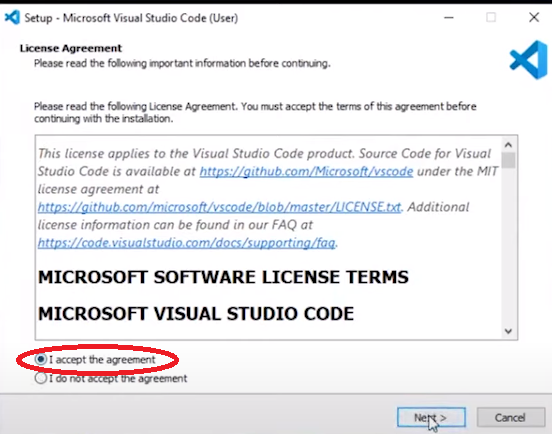 Setup - Microsoft Visual Studio Code (User)
License Agreement
Please read the following important information before continuing.
Please read the following License Agreement. You must accept the terms of this agreement before
continuing with the installation.
This license applies to the Visual Studio Code product. Source Code for Visual
Studio Code is available at https://github.com/Microsoft/vscode under the MIT
license agreement at
https://github.com/microsoft/vscode/blob/master/LICENSE.txt. Additional
license information can be found in our FAQ at
https://code.visualstudio.com/docs/supporting/faq.
MICROSOFT SOFTWARE LICENSE TERMS
MICROSOFT VISUAL STUDIO CODE
I accept the agreement
I do not accept the agreement
Next >
Cancel